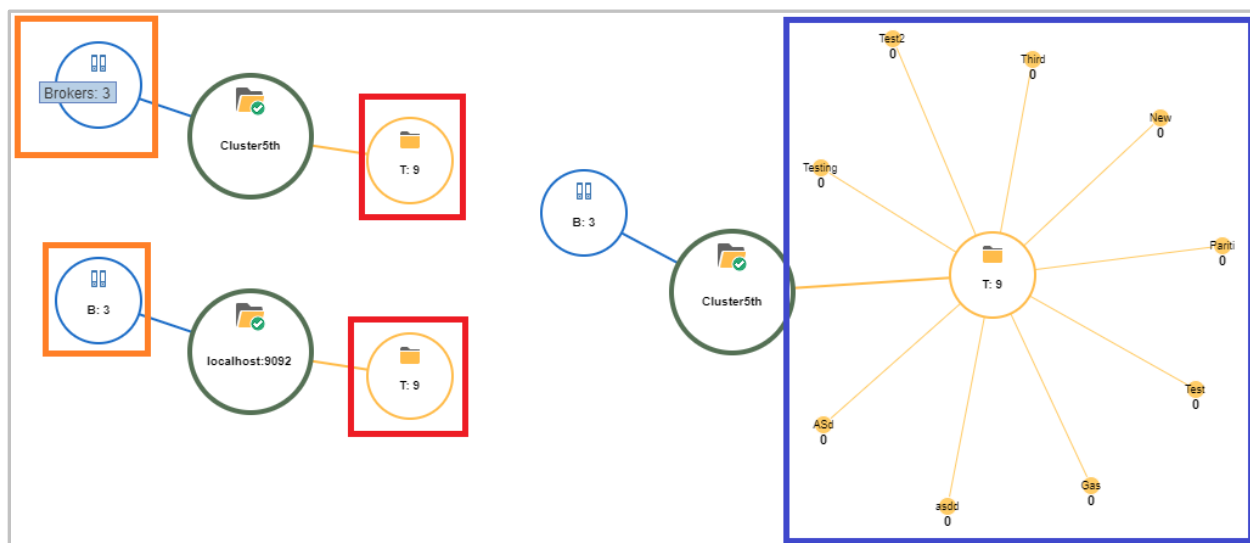 Brokers: 3
Cluster5th
T: 9
B: 3
localhost:9092
T: 9
B: 3
Cluster5th
T: 9
Test2
0
Third
0
New
0
Testing
0
Pariti
0
Test
0
ASd
0
Gas
0
asdd
0